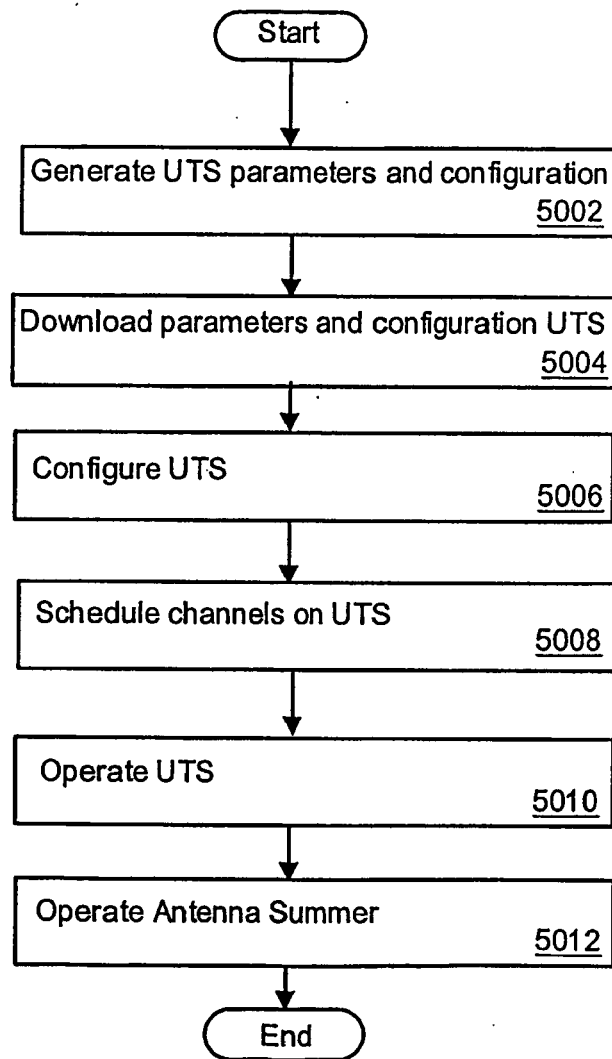 Start
Generate UTS parameters and configuration
5002
Download parameters and configuration UTS
5004
Configure UTS
5006
Schedule channels on UTS
5008
Operate UTS
5010
Operate Antenna Summer
5012
End